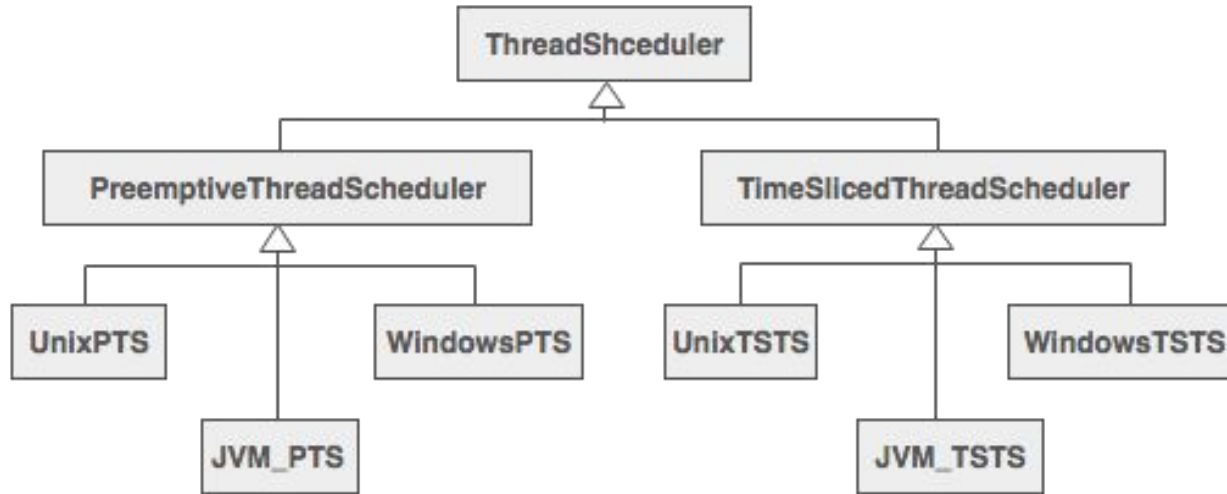 ThreadShceduler
PreemptiveThreadScheduler
TimeSlicedThreadScheduler
UnixPTS
WindowsPTS
UnixTSTS
WindowsTSTS
JVM_PTS
JVM_TSTS